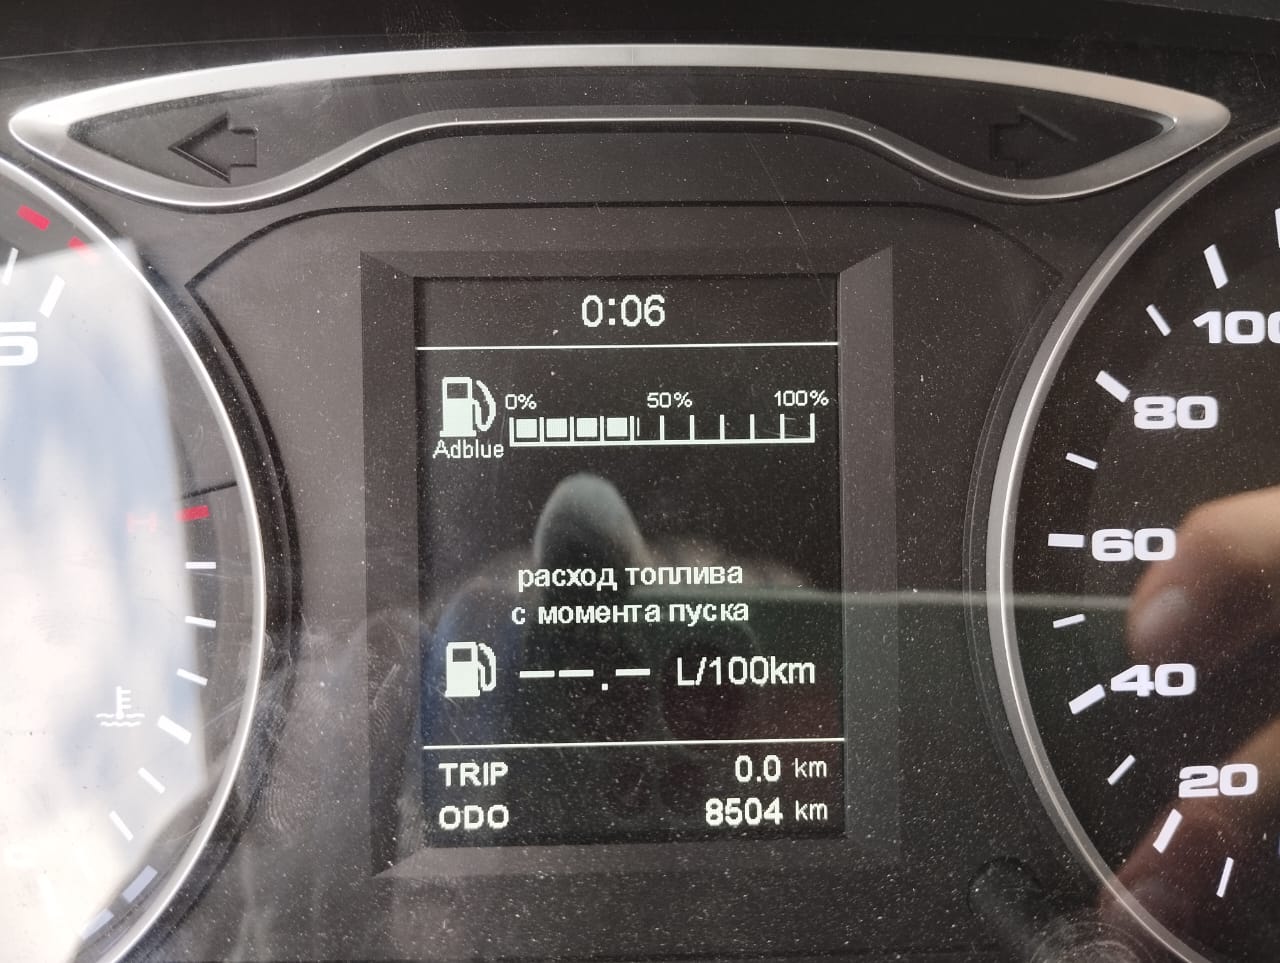 0:06
0% 50% 100%
Adblue
100
80
60
расход топлива
с момента пуска
--.- L/100km
40
20
TRIP 0.0 km
ODO 8504 km